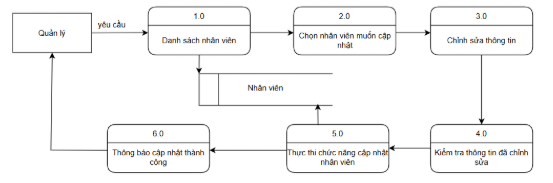 Quản lý
yêu cầu
1.0
Danh sách nhân viên
2.0
Chọn nhân viên muốn cập
nhật
3.0
Chỉnh sửa thông tin
Nhân viên
6.0
Thông báo cập nhật thành
công
5.0
Thực thi chức năng cập nhật
nhân viên
4.0
Kiểm tra thông tin đã chỉnh
sửa